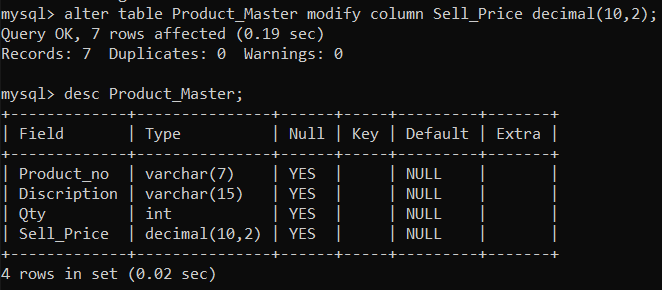 mysql> alter table Product_Master modify column Sell_Price decimal(10,2);
Query OK, 7 rows affected (0.19 sec)
Records: 7  Duplicates: 0  Warnings: 0

mysql> desc Product_Master;
+-------------+---------------+------+-----+---------+-------+
| Field       | Type          | Null | Key | Default | Extra |
+-------------+---------------+------+-----+---------+-------+
| Product_no  | varchar(7)    | YES  |     | NULL    |       |
| Discription | varchar(15)   | YES  |     | NULL    |       |
| Qty         | int           | YES  |     | NULL    |       |
| Sell_Price  | decimal(10,2) | YES  |     | NULL    |       |
+-------------+---------------+------+-----+---------+-------+
4 rows in set (0.02 sec)